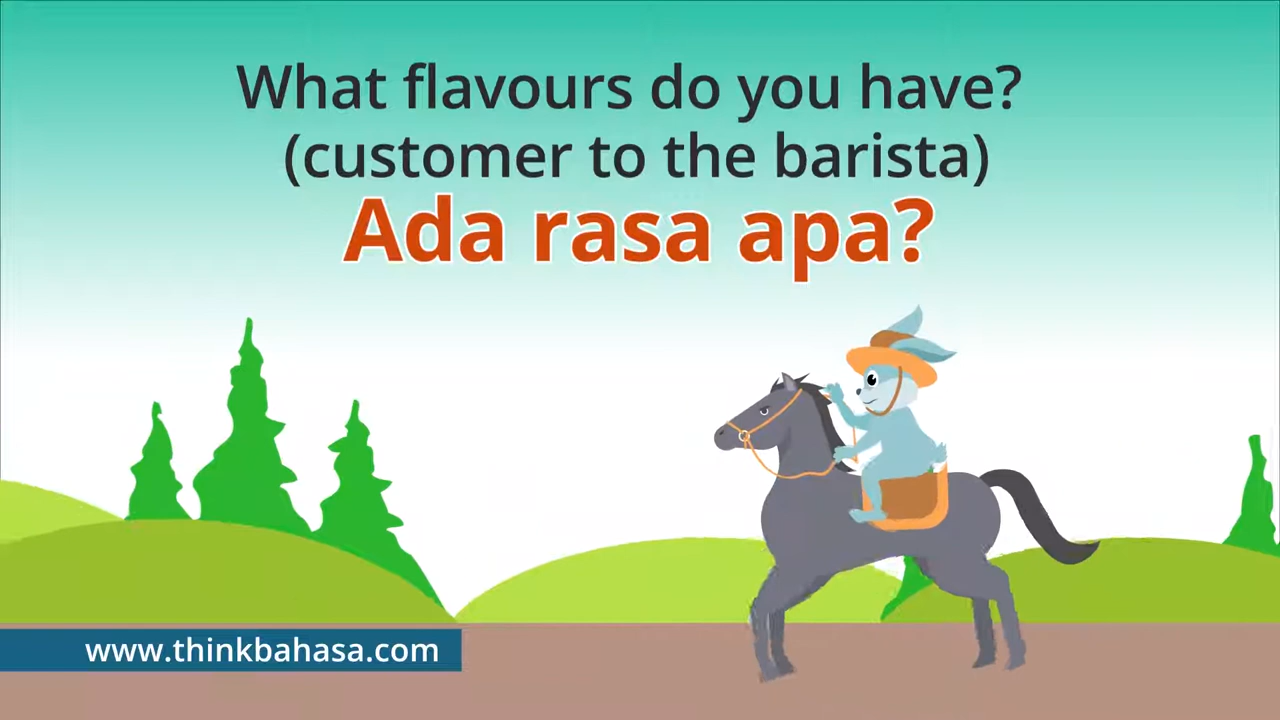 What flavours do you have?
(customer to the barista)
Ada rasa apa?
www.thinkbahasa.com